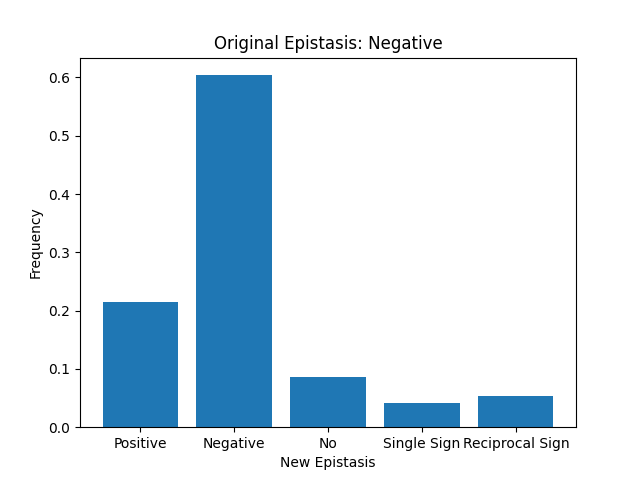 Original Epistasis: Negative
Frequency
0.6
0.5
0.4
0.3
0.2
0.1
0.0
Positive Negative No Single Sign Reciprocal Sign
New Epistasis